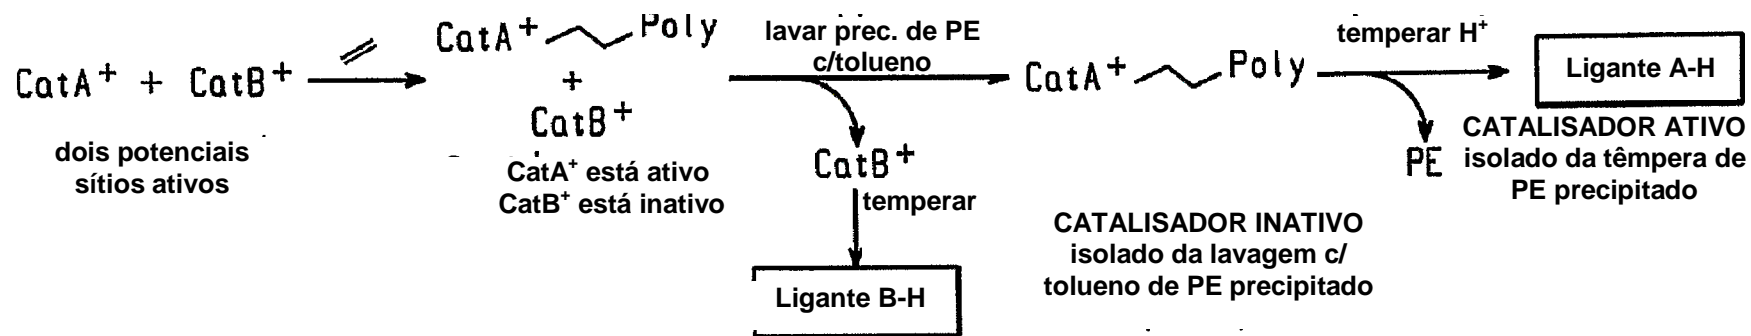 CatA+ + CatB+
dois potenciais
sítios ativos
CatA+ Poly
+
CatB+
CatA+ está ativo
CatB+ está inativo
lavar prec. de PE
c/tolueno
CatB+
temperar
Ligante B-H
CatA+ Poly
CATALISADOR INATIVO
isolado da lavagem c/
tolueno de PE precipitado
temperar H+
PE
Ligante A-H
CATALISADOR ATIVO
isolado da têmpera de
PE precipitado